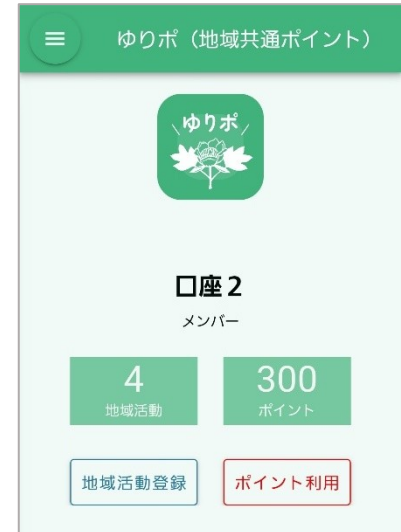 ゆりポ（地域共通ポイント）
ゆりポ
口座２
メンバー
4
地域活動
300
ポイント
地域活動登録
ポイント利用